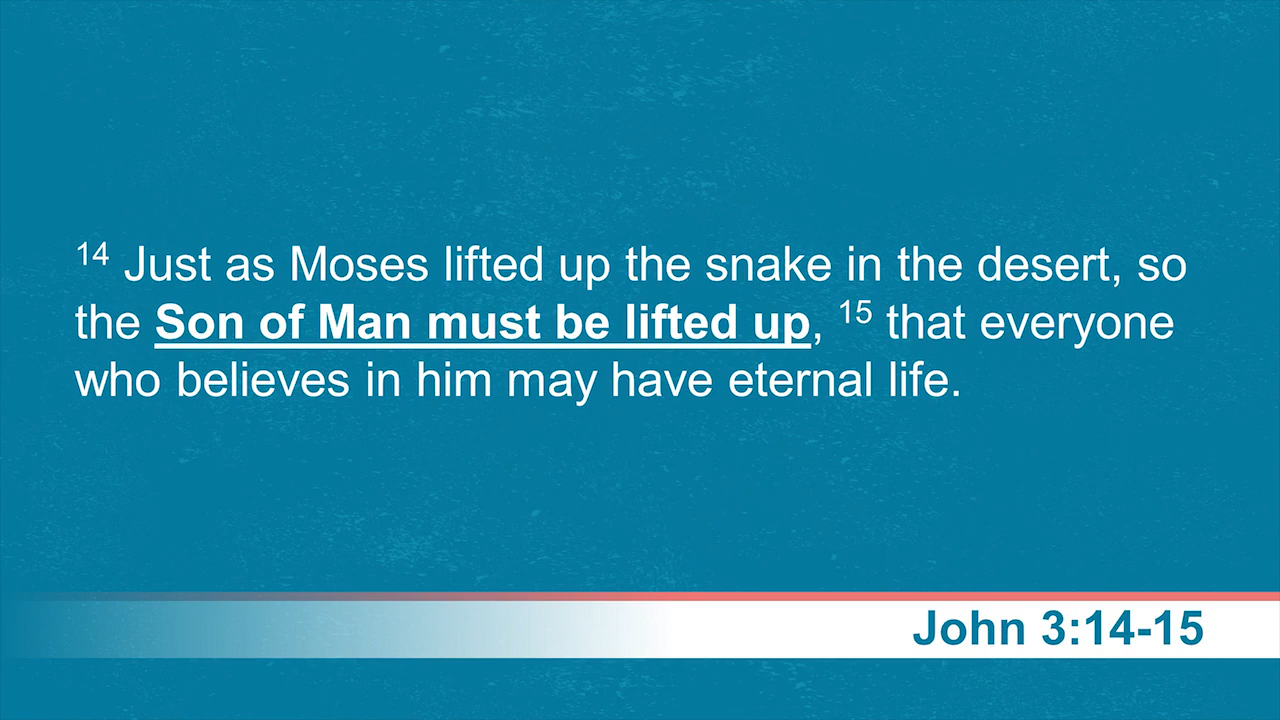 14 Just as Moses lifted up the snake in the desert, so
the Son of Man must be lifted up, 15 that everyone
who believes in him may have eternal life.
John 3:14-15